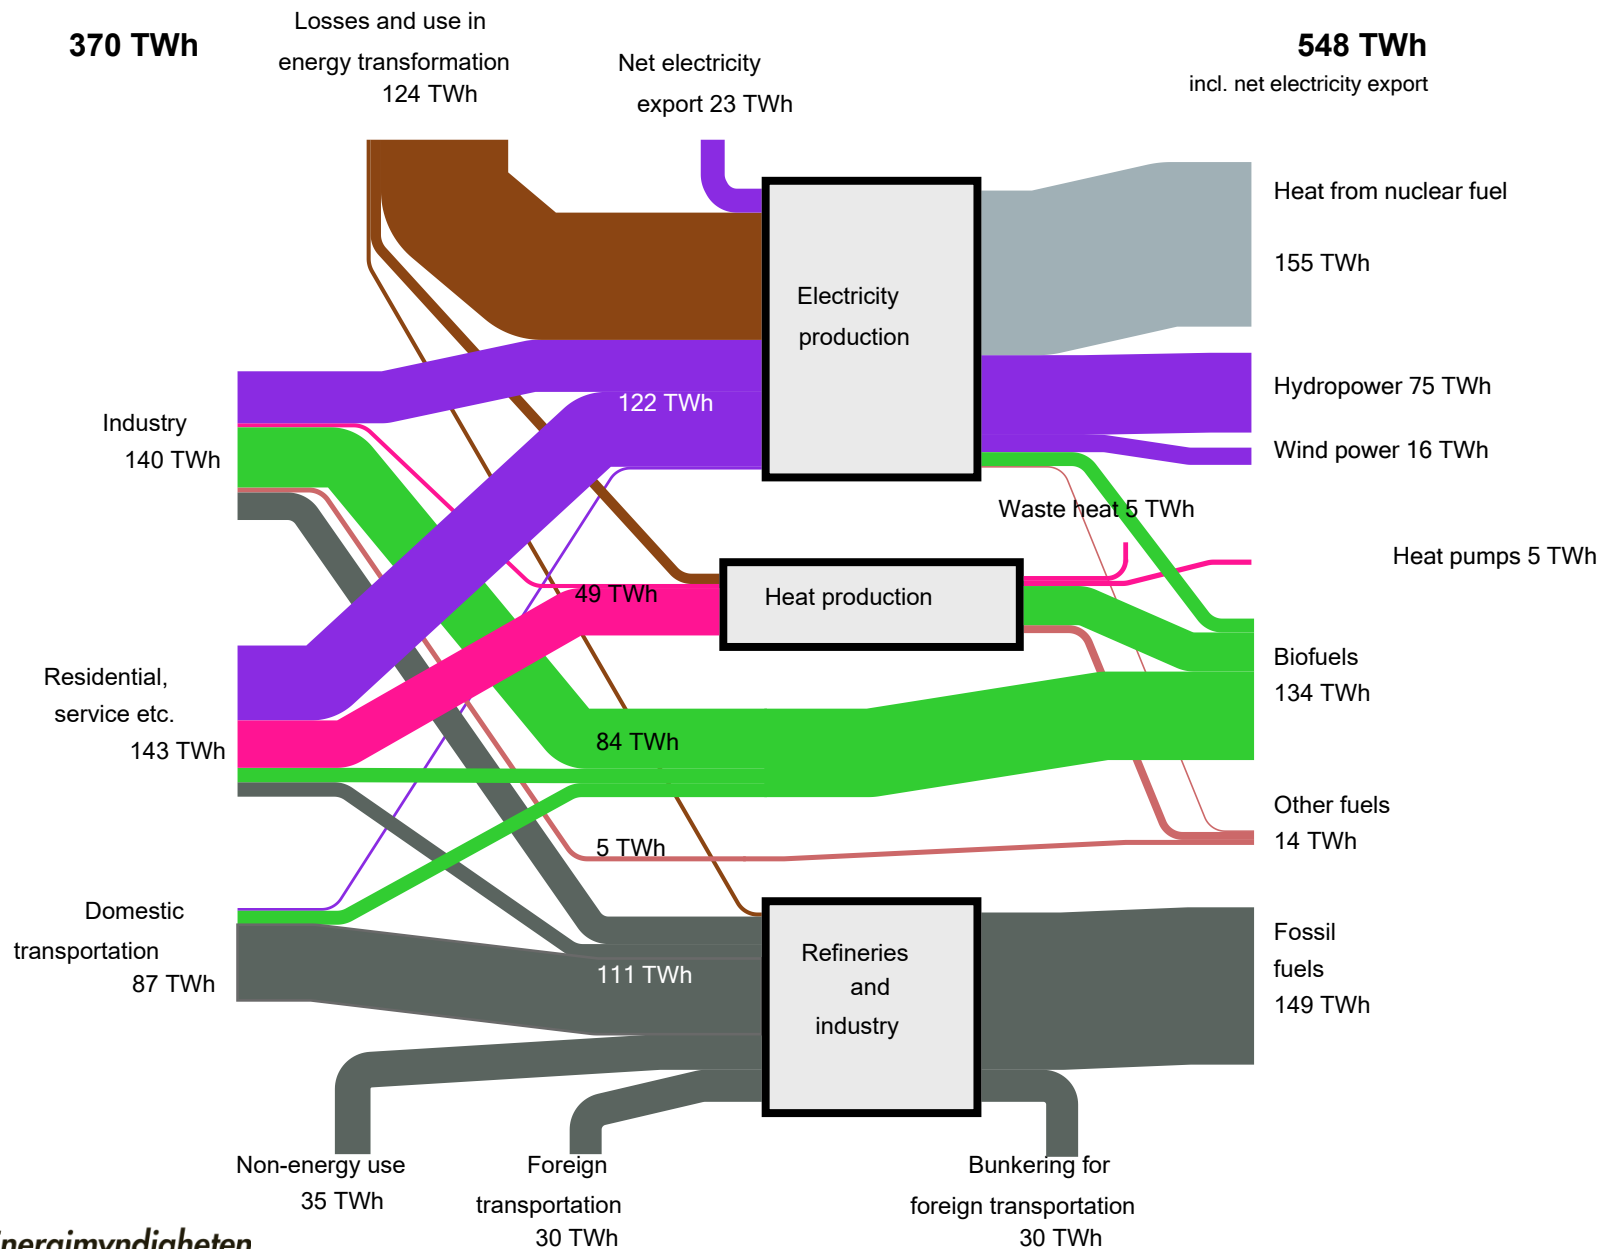 370 TWh
Losses and use in
energy transformation
124 TWh
Net electricity
export 23 TWh
548 TWh
incl. net electricity export
Heat from nuclear fuel
155 TWh
Electricity
production
Hydropower 75 TWh
122 TWh
Industry
140 TWh
Wind power 16 TWh
Waste heat 5 TWh
Heat pumps 5 TWh
49 TWh
Heat production
Residential,
service etc.
143 TWh
Biofuels
134 TWh
84 TWh
Other fuels
14 TWh
5 TWh
Domestic
transportation
87 TWh
Refineries
and
industry
111 TWh
Fossil
fuels
149 TWh
Non-energy use
35 TWh
Foreign
transportation
30 TWh
Bunkering for
foreign transportation
30 TWh